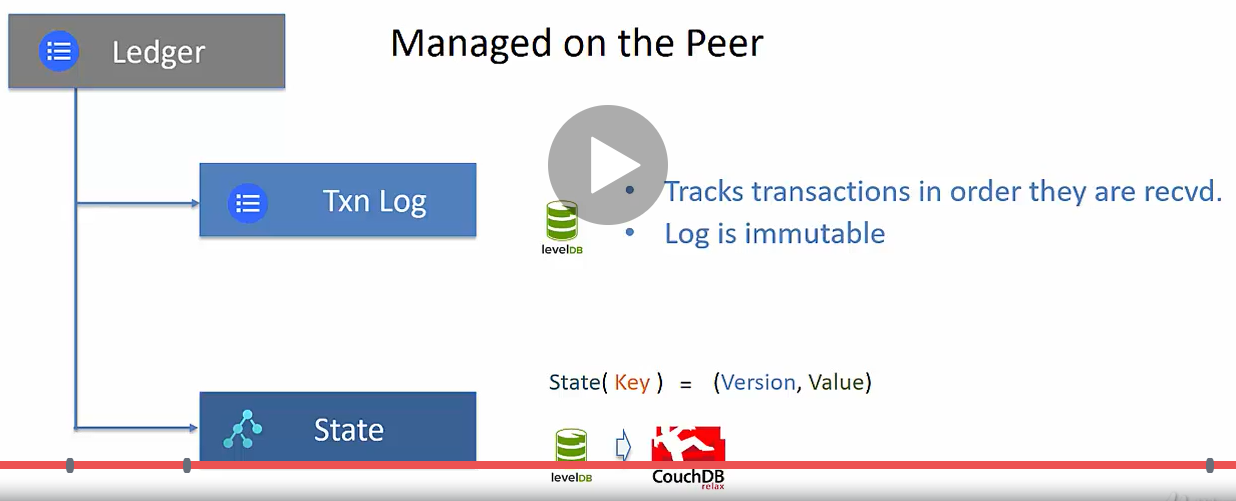 Ledger
Managed on the Peer
Txn Log
Tracks transactions in order they are recvd.
Log is immutable
levelDB
State( Key ) = (Version, Value)
State
levelDB
CouchDB
relax